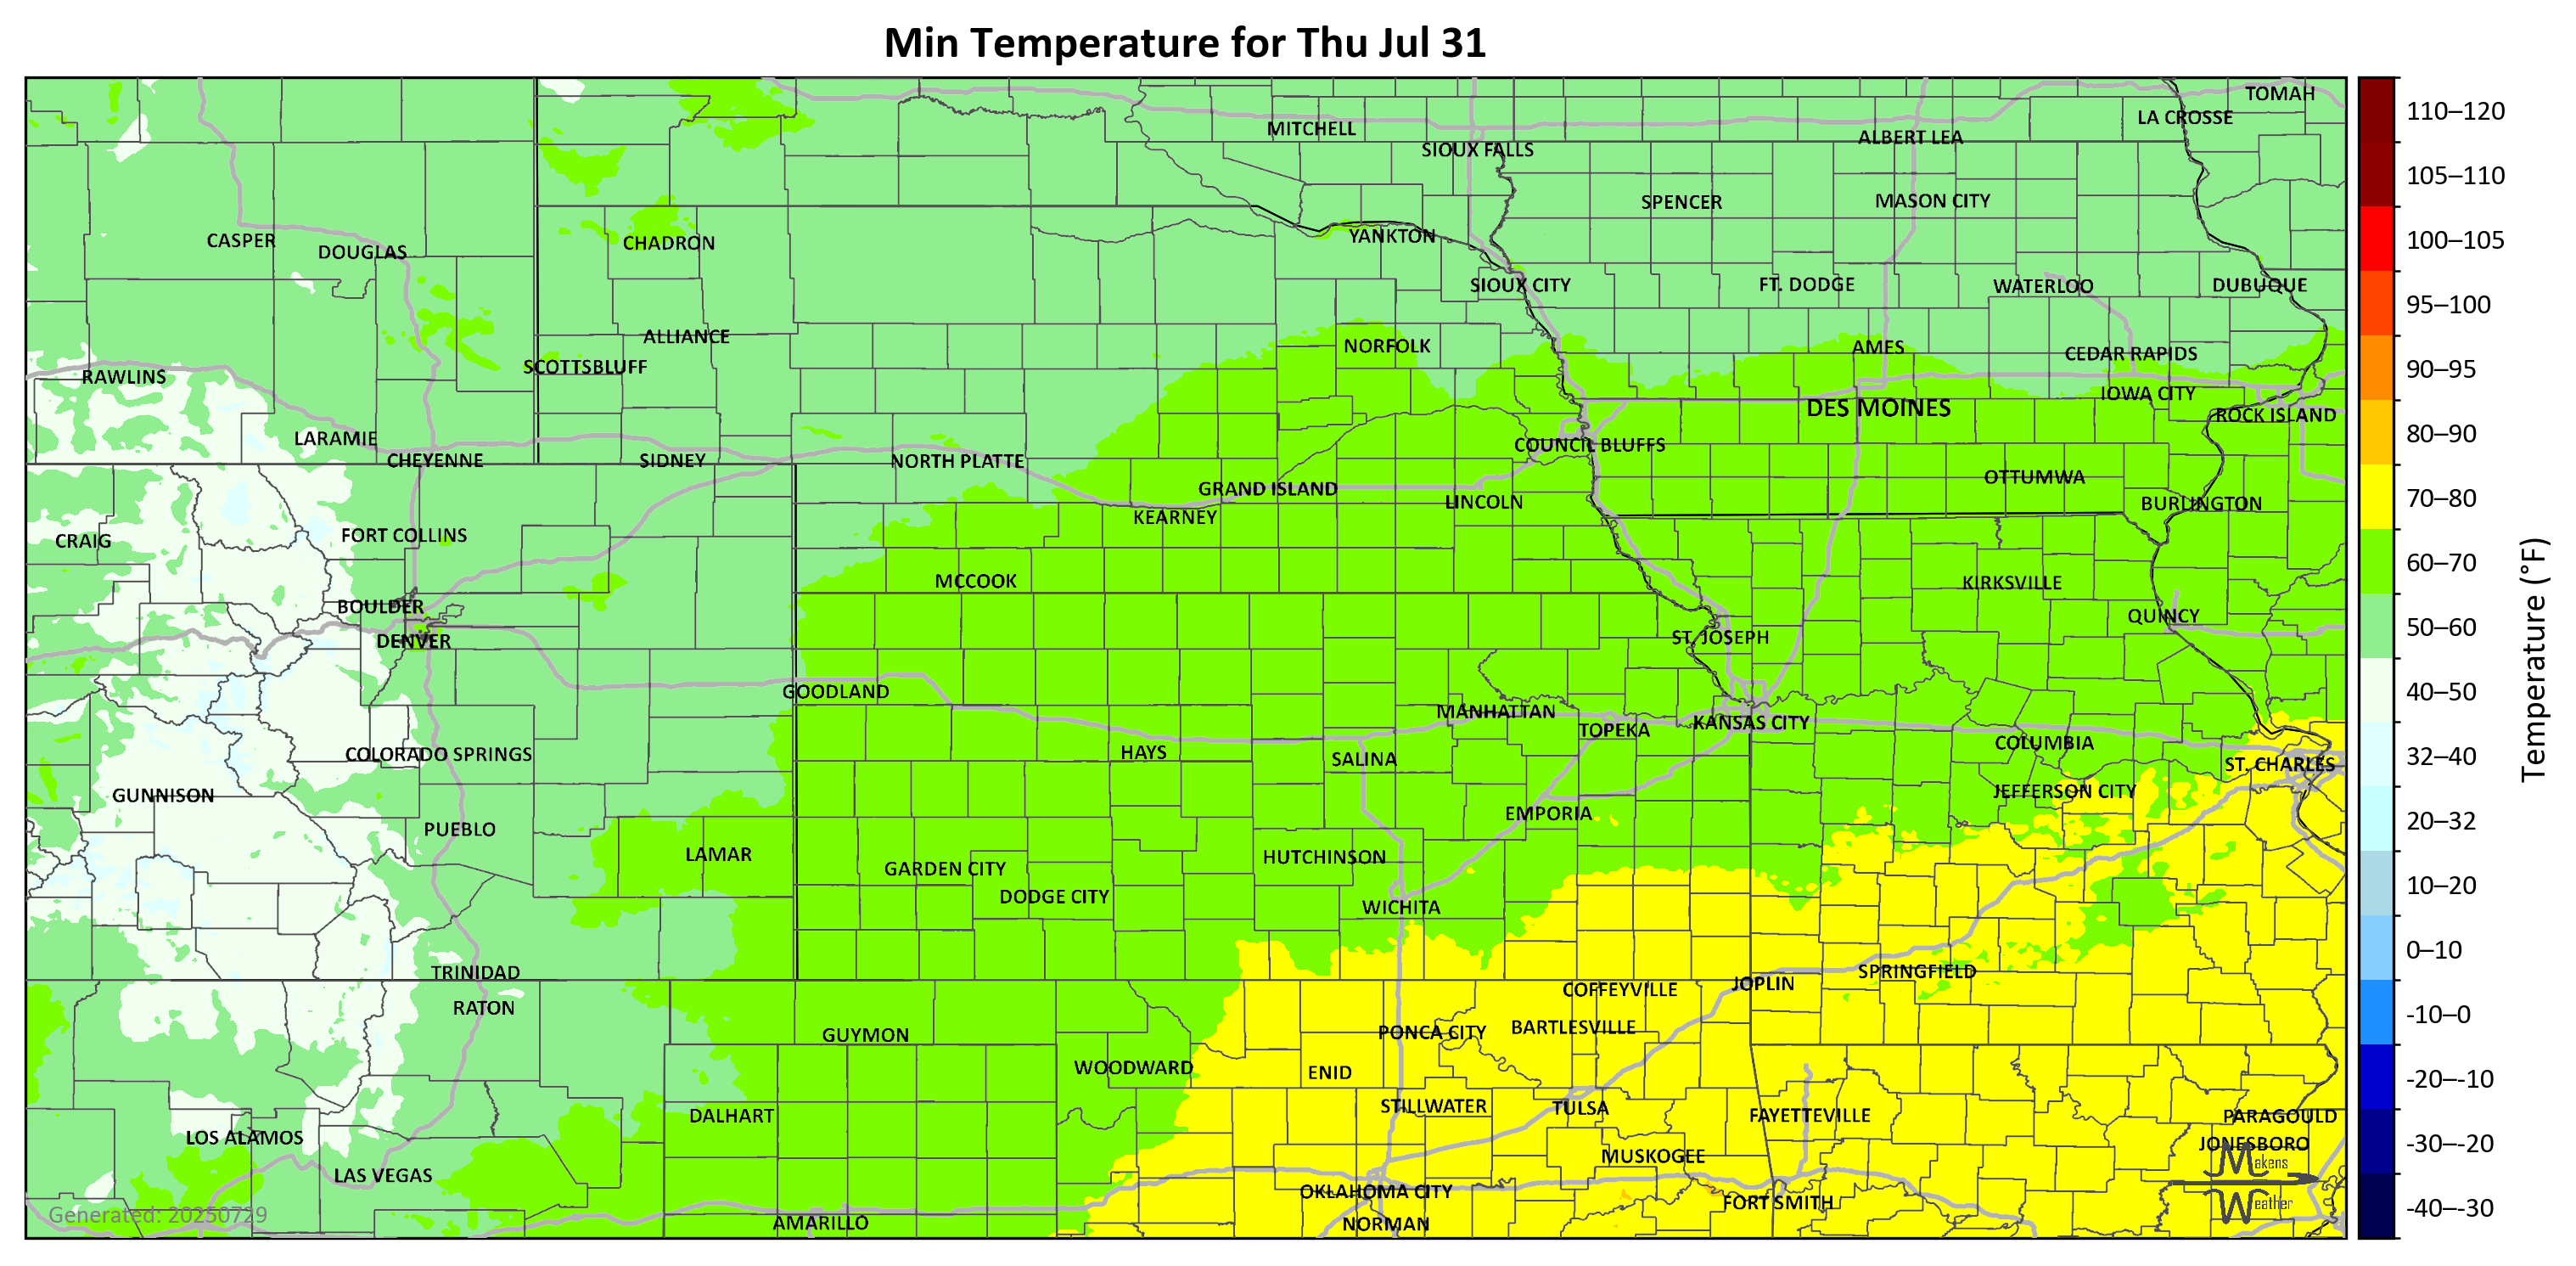 Min Temperature for Thu Jul 31
TOMAH
LA CROSSE
MITCHELL
ALBERT LEA
SIOUX FALLS
SPENCER
MASON CITY
CASPER
DOUGLAS
CHADRON
YANKTON
SIOUX CITY
FT. DODGE
WATERLOO
DUBUQUE
ALLIANCE
NORFOLK
AMES
CEDAR RAPIDS
SCOTTSBLUFF
RAWLINS
IOWA CITY
DES MOINES
ROCK ISLAND
LARAMIE
COUNCIL BLUFFS
CHEYENNE
SIDNEY
NORTH PLATTE
OTTUMWA
GRAND ISLAND
LINCOLN
BURLINGTON
KEARNEY
FORT COLLINS
CRAIG
MCCOOK
KIRKSVILLE
BOULDER
QUINCY
DENVER
ST. JOSEPH
GOODLAND
MANHATTAN
KANSAS CITY
TOPEKA
COLUMBIA
COLORADO SPRINGS
HAYS
SALINA
ST. CHARLES
GUNNISON
JEFFERSON CITY
EMPORIA
PUEBLO
LAMAR
HUTCHINSON
GARDEN CITY
DODGE CITY
WICHITA
TRINIDAD
SPRINGFIELD
JOPLIN
COFFEYVILLE
RATON
GUYMON
PONCA CITY
BARTLESVILLE
WOODWARD
ENID
STILLWATER
TULSA
DALHART
FAYETTEVILLE
PARAGOULD
LOS ALAMOS
JONESBORO
MUSKOGEE
LAS VEGAS
OKLAHOMA CITY
FORT SMITH
AMARILLO
NORMAN
Makens
Weather
Generated: 20250729
110–120
105–110
100–105
95–100
90–95
80–90
70–80
60–70
50–60
40–50
32–40
20–32
10–20
0–10
-10–0
-20–-10
-30–-20
-40–-30
Temperature (°F)